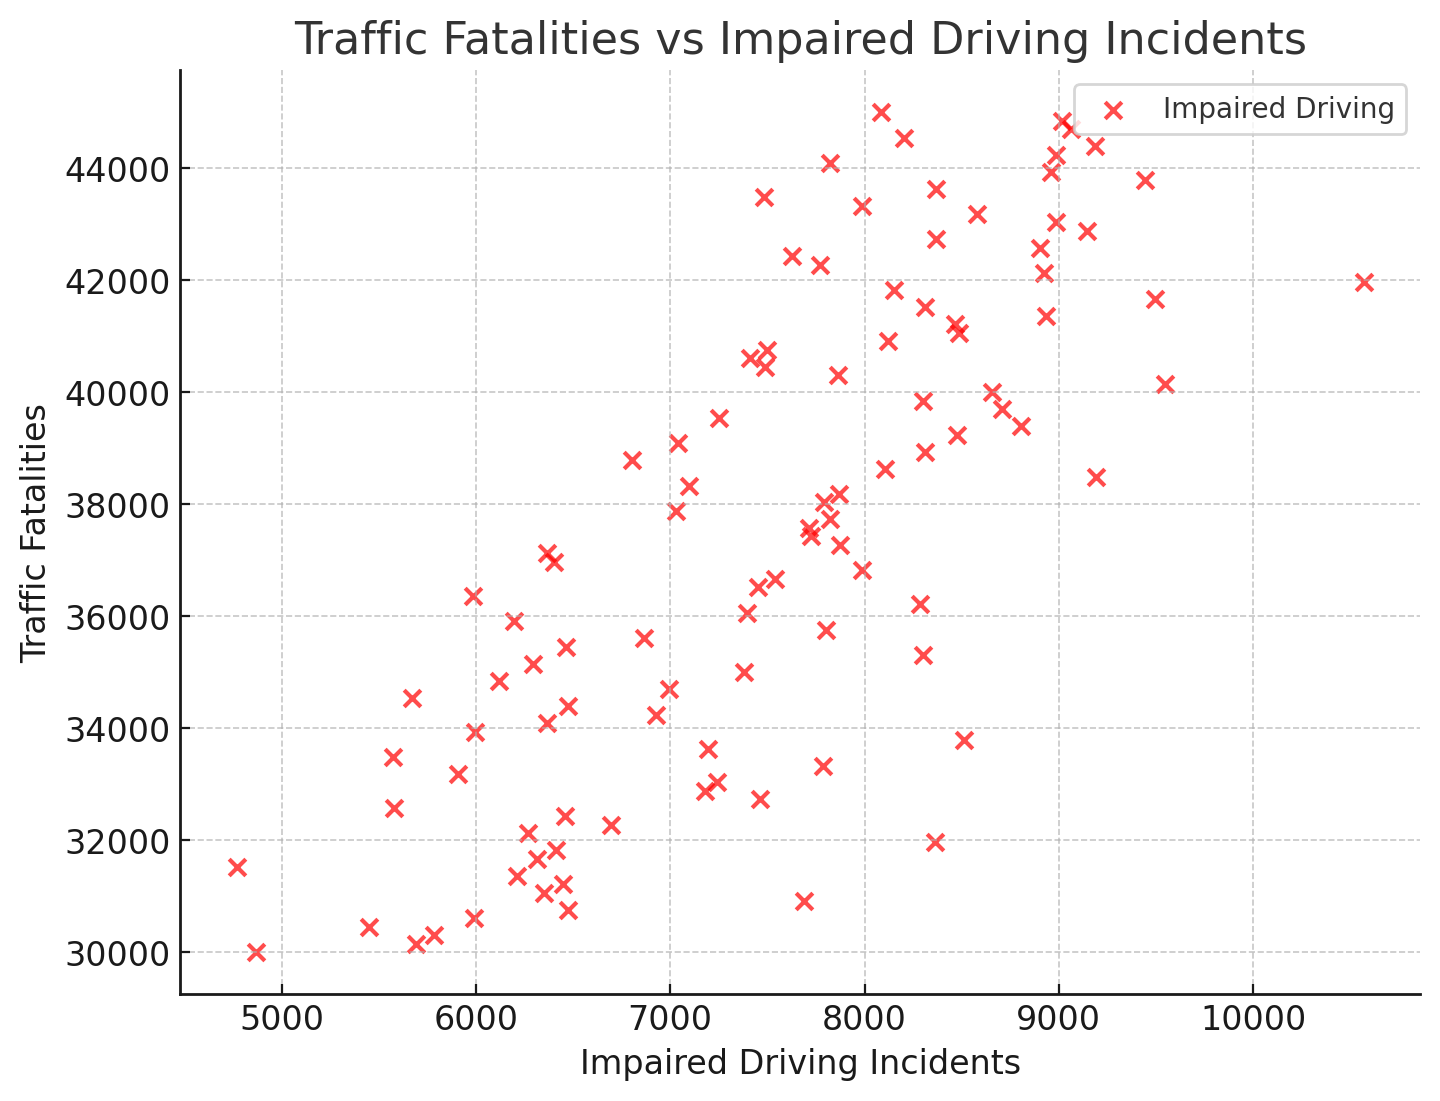 Traffic Fatalities vs Impaired Driving Incidents
Impaired Driving
44000
42000
40000
38000
36000
34000
32000
30000
Traffic Fatalities
5000 6000 7000 8000 9000 10000
Impaired Driving Incidents